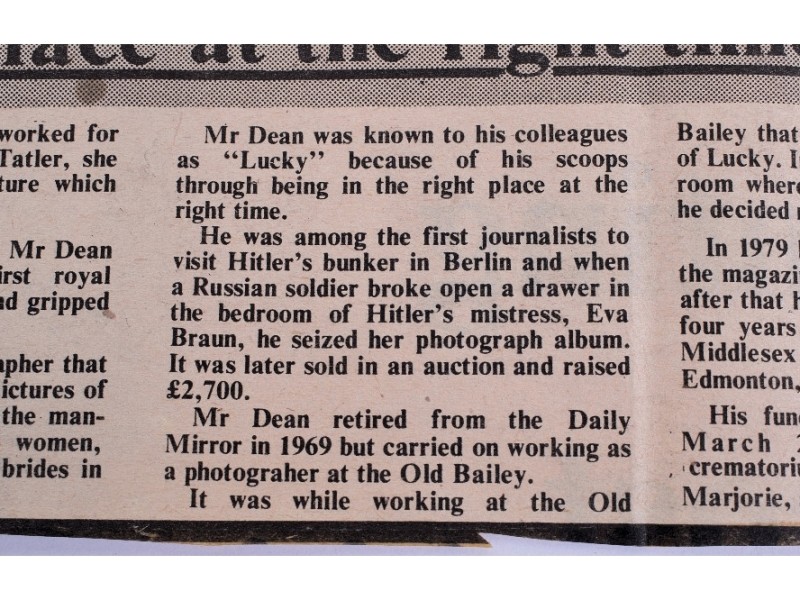 place at the right time
worked for
Tatler, she
ture which
Mr Dean
irst royal
nd gripped
apher that
ictures of
the man-
women,
brides in
Mr Dean was known to his colleagues
as “Lucky” because of his scoops
through being in the right place at the
right time.
He was among the first journalists to
visit Hitler’s bunker in Berlin and when
a Russian soldier broke open a drawer in
the bedroom of Hitler’s mistress, Eva
Braun, he seized her photograph album.
It was later sold in an auction and raised
£2,700.
Mr Dean retired from the Daily
Mirror in 1969 but carried on working as
a photograher at the Old Bailey.
It was while working at the Old
Bailey that
of Lucky. I
room where
he decided
In 1979
the magazi
after that h
four years
Middlesex
Edmonton,
His fun
March 2
crematori
Marjorie,